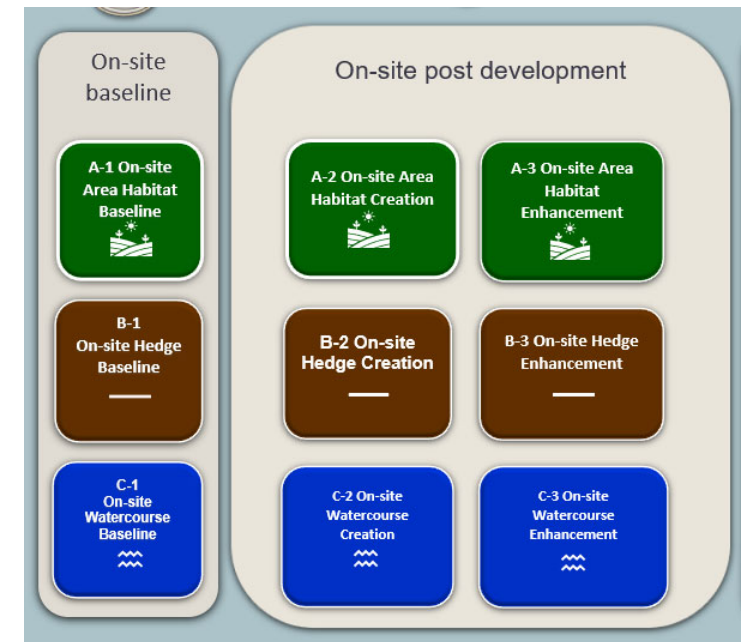 On-site
baseline
On-site post development
A-1 On-site
Area Habitat
Baseline
A-2 On-site Area
Habitat Creation
A-3 On-site Area
Habitat
Enhancement
B-1
On-site Hedge
Baseline
B-2 On-site
Hedge Creation
B-3 On-site Hedge
Enhancement
C-1
On-site
Watercourse
Baseline
C-2 On-site
Watercourse
Creation
C-3 On-site
Watercourse
Enhancement